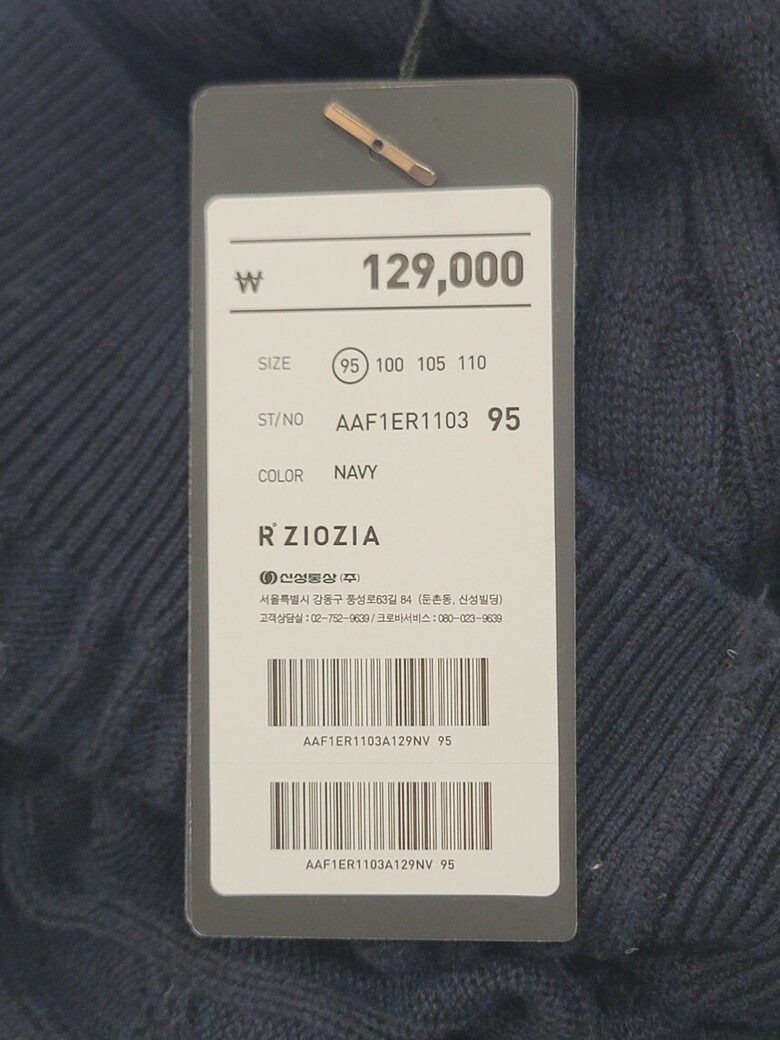 ₩ 129,000
SIZE 95 100 105 110
ST/NO AAF1ER1103 95
COLOR NAVY
R° ZIOZIA
신성통상 (주)
서울특별시 강동구 풍성로63길 84 (둔촌동, 신성빌딩)
고객상담실 : 02-752-9639 / 크로바서비스 : 080-023-9639
AAF1ER1103A129NV 95
AAF1ER1103A129NV 95